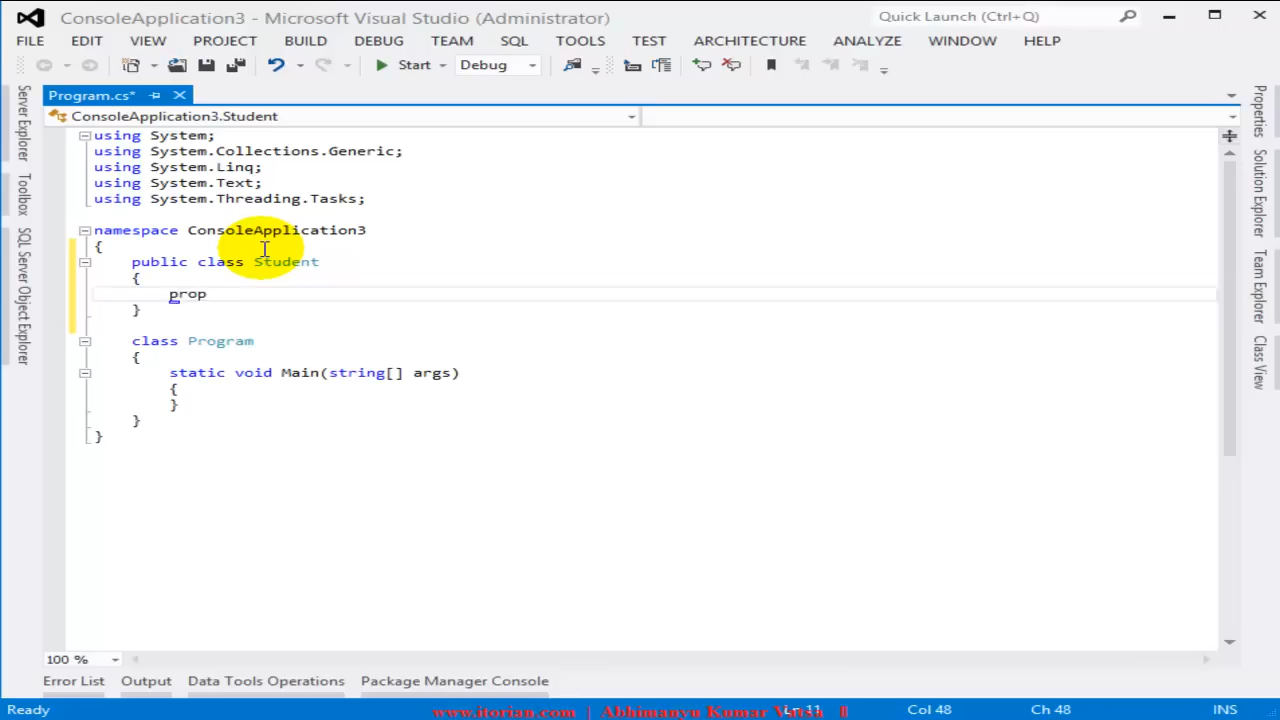 ConsoleApplication3 - Microsoft Visual Studio (Administrator)
Quick Launch (Ctrl+Q)
FILE EDIT VIEW PROJECT BUILD DEBUG TEAM SQL TOOLS TEST ARCHITECTURE ANALYZE WINDOW HELP
Start Debug
Program.cs*
ConsoleApplication3.Student
using System;
using System.Collections.Generic;
using System.Linq;
using System.Text;
using System.Threading.Tasks;
namespace ConsoleApplication3
{
public class Student
{
prop
}
class Program
{
static void Main(string[] args)
{
}
}
}
Server Explorer
Toolbox
SQL Server Object Explorer
Properties
Solution Explorer
Team Explorer
Class View
100 %
Error List Output Data Tools Operations Package Manager Console
Ready Ln 11 Col 48 Ch 48 INS
www.itorian.com | Abhimanyu Kumar Vatsa